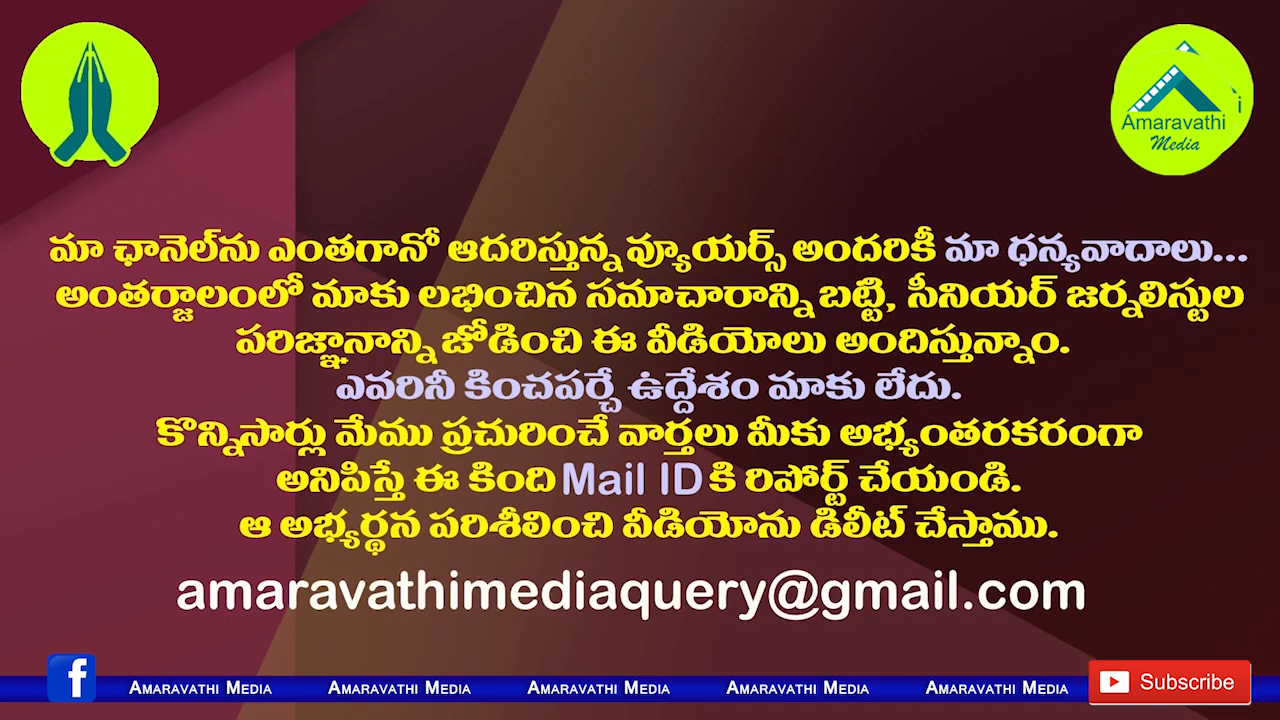 Amaravathi
Media
మా ఛానెల్‌ను ఎంతగానో ఆదరిస్తున్న వ్యూయర్స్ అందరికీ మా ధన్యవాదాలు...
అంతర్జాలంలో మాకు లభించిన సమాచారాన్ని బట్టి, సీనియర్ జర్నలిస్టుల
పరిజ్ఞానాన్ని జోడించి ఈ వీడియోలు అందిస్తున్నాం.
ఎవరినీ కించపర్చే ఉద్దేశం మాకు లేదు.
కొన్నిసార్లు మేము ప్రచురించే వార్తలు మీకు అభ్యంతరకరంగా
అనిపిస్తే ఈ కింది Mail ID కి రిపోర్ట్ చేయండి.
ఆ అభ్యర్థన పరిశీలించి వీడియోను డిలీట్ చేస్తాము.
amaravathimediaquery@gmail.com
f Amaravathi Media Amaravathi Media Amaravathi Media Amaravathi Media Amaravathi Media Subscribe